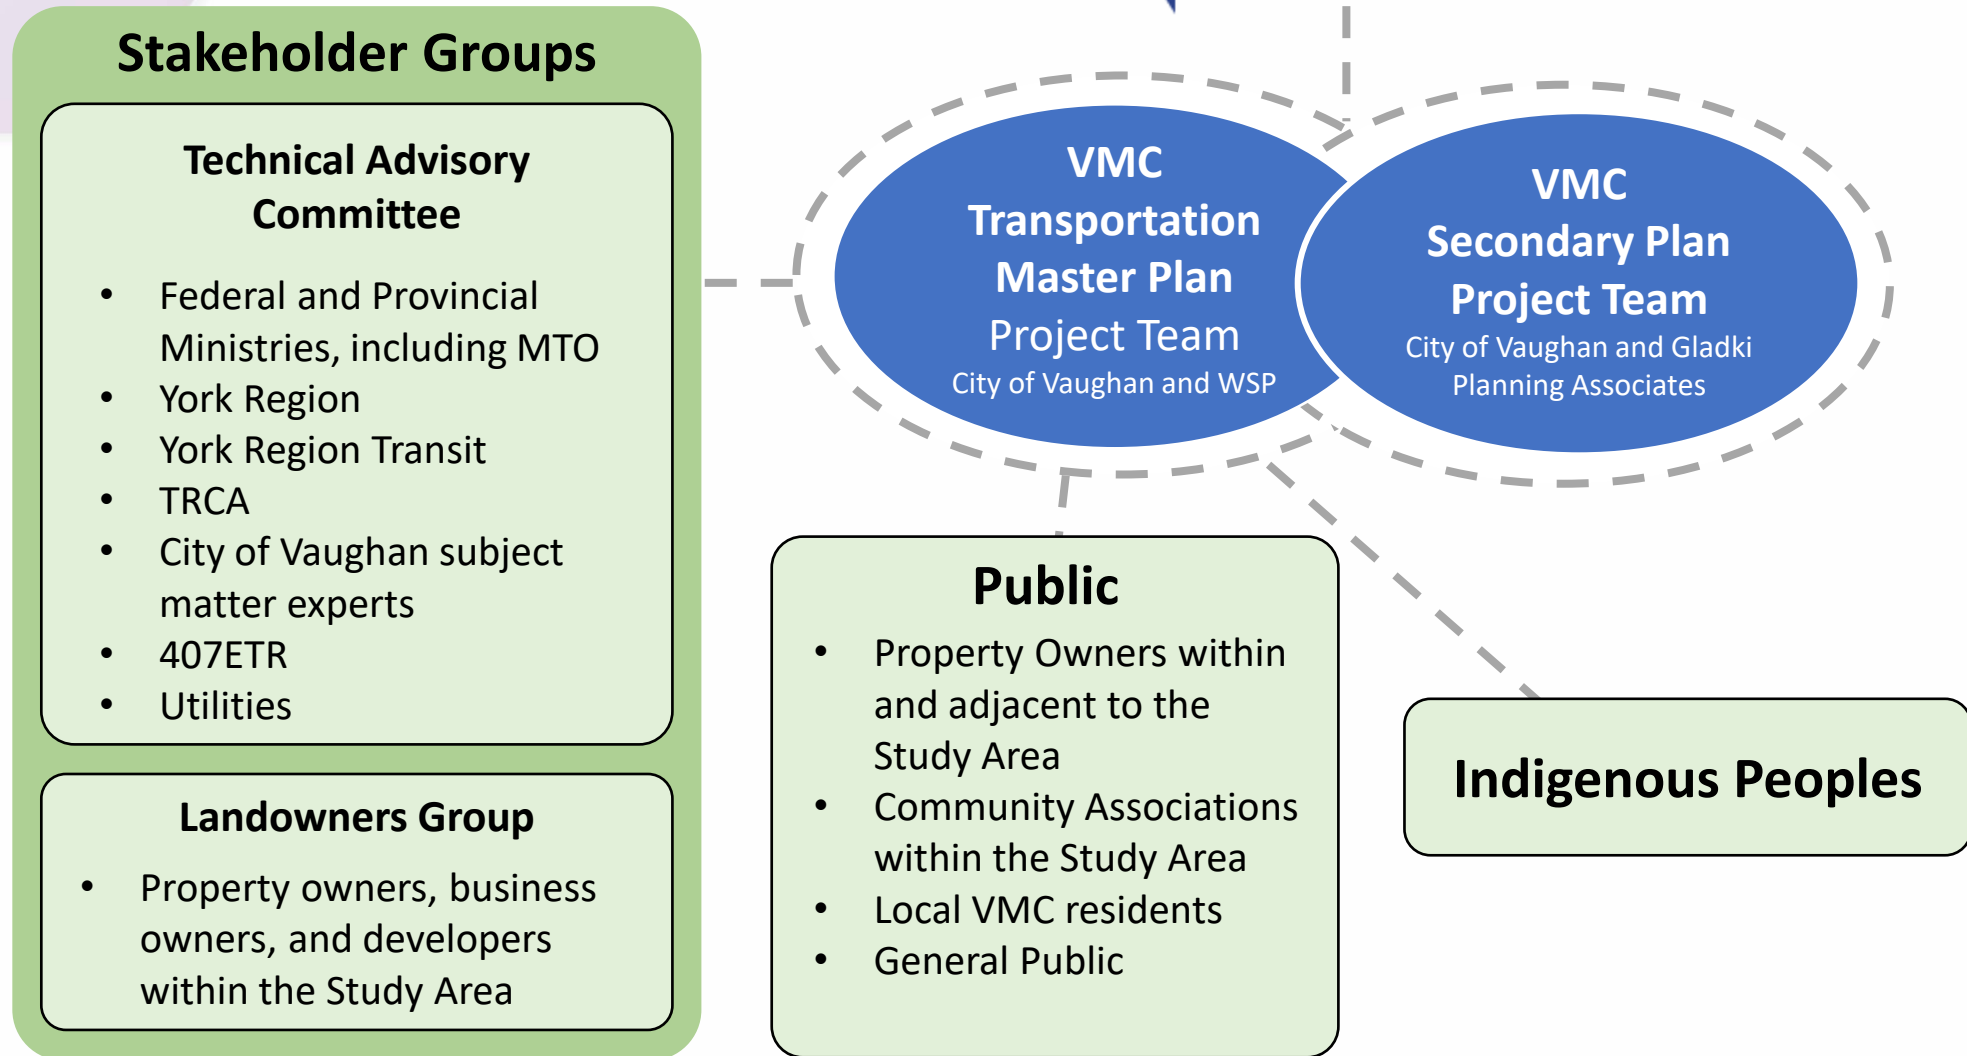 Stakeholder Groups
Technical Advisory
Committee
• Federal and Provincial
Ministries, including MTO
• York Region
• York Region Transit
• TRCA
• City of Vaughan subject
matter experts
• 407ETR
• Utilities
Landowners Group
• Property owners, business
owners, and developers
within the Study Area
VMC
Transportation
Master Plan
Project Team
City of Vaughan and WSP
VMC
Secondary Plan
Project Team
City of Vaughan and Gladki
Planning Associates
Public
• Property Owners within
and adjacent to the
Study Area
• Community Associations
within the Study Area
• Local VMC residents
• General Public
Indigenous Peoples